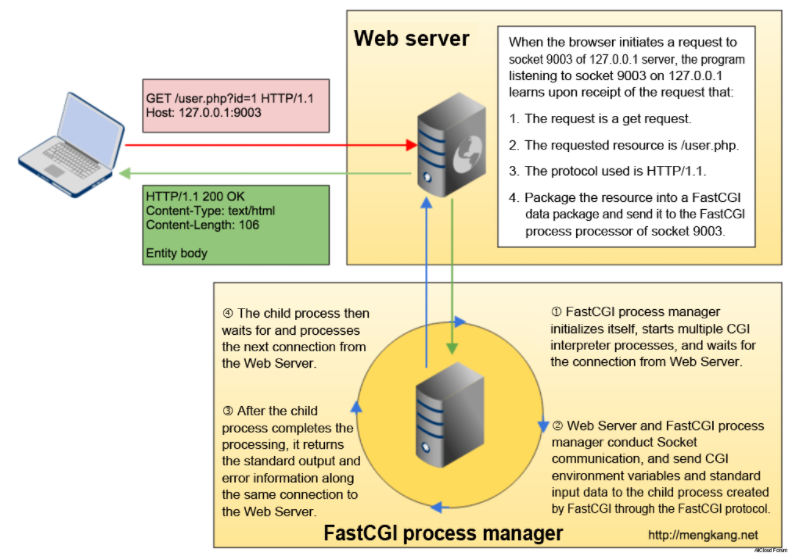 Web server
When the browser initiates a request to
socket 9003 of 127.0.0.1 server, the program
listening to socket 9003 on 127.0.0.1
learns upon receipt of the request that:
1. The request is a get request.
2. The requested resource is /user.php.
3. The protocol used is HTTP/1.1.
4. Package the resource into a FastCGI
data package and send it to the FastCGI
process processor of socket 9003.
GET /user.php?id=1 HTTP/1.1
Host: 127.0.0.1:9003
HTTP/1.1 200 OK
Content-Type: text/html
Content-Length: 106
Entity body
① FastCGI process manager
initializes itself, starts multiple CGI
interpreter processes, and waits for
the connection from Web Server.
② Web Server and FastCGI process
manager conduct Socket
communication, and send CGI
environment variables and standard
input data to the child process created
by FastCGI through the FastCGI protocol.
③ After the child
process completes the
processing, it returns
the standard output and
error information along
the same connection to
the Web Server.
④ The child process then
waits for and processes
the next connection from
the Web Server.
FastCGI process manager
http://mengkang.net
AliCloud Forum